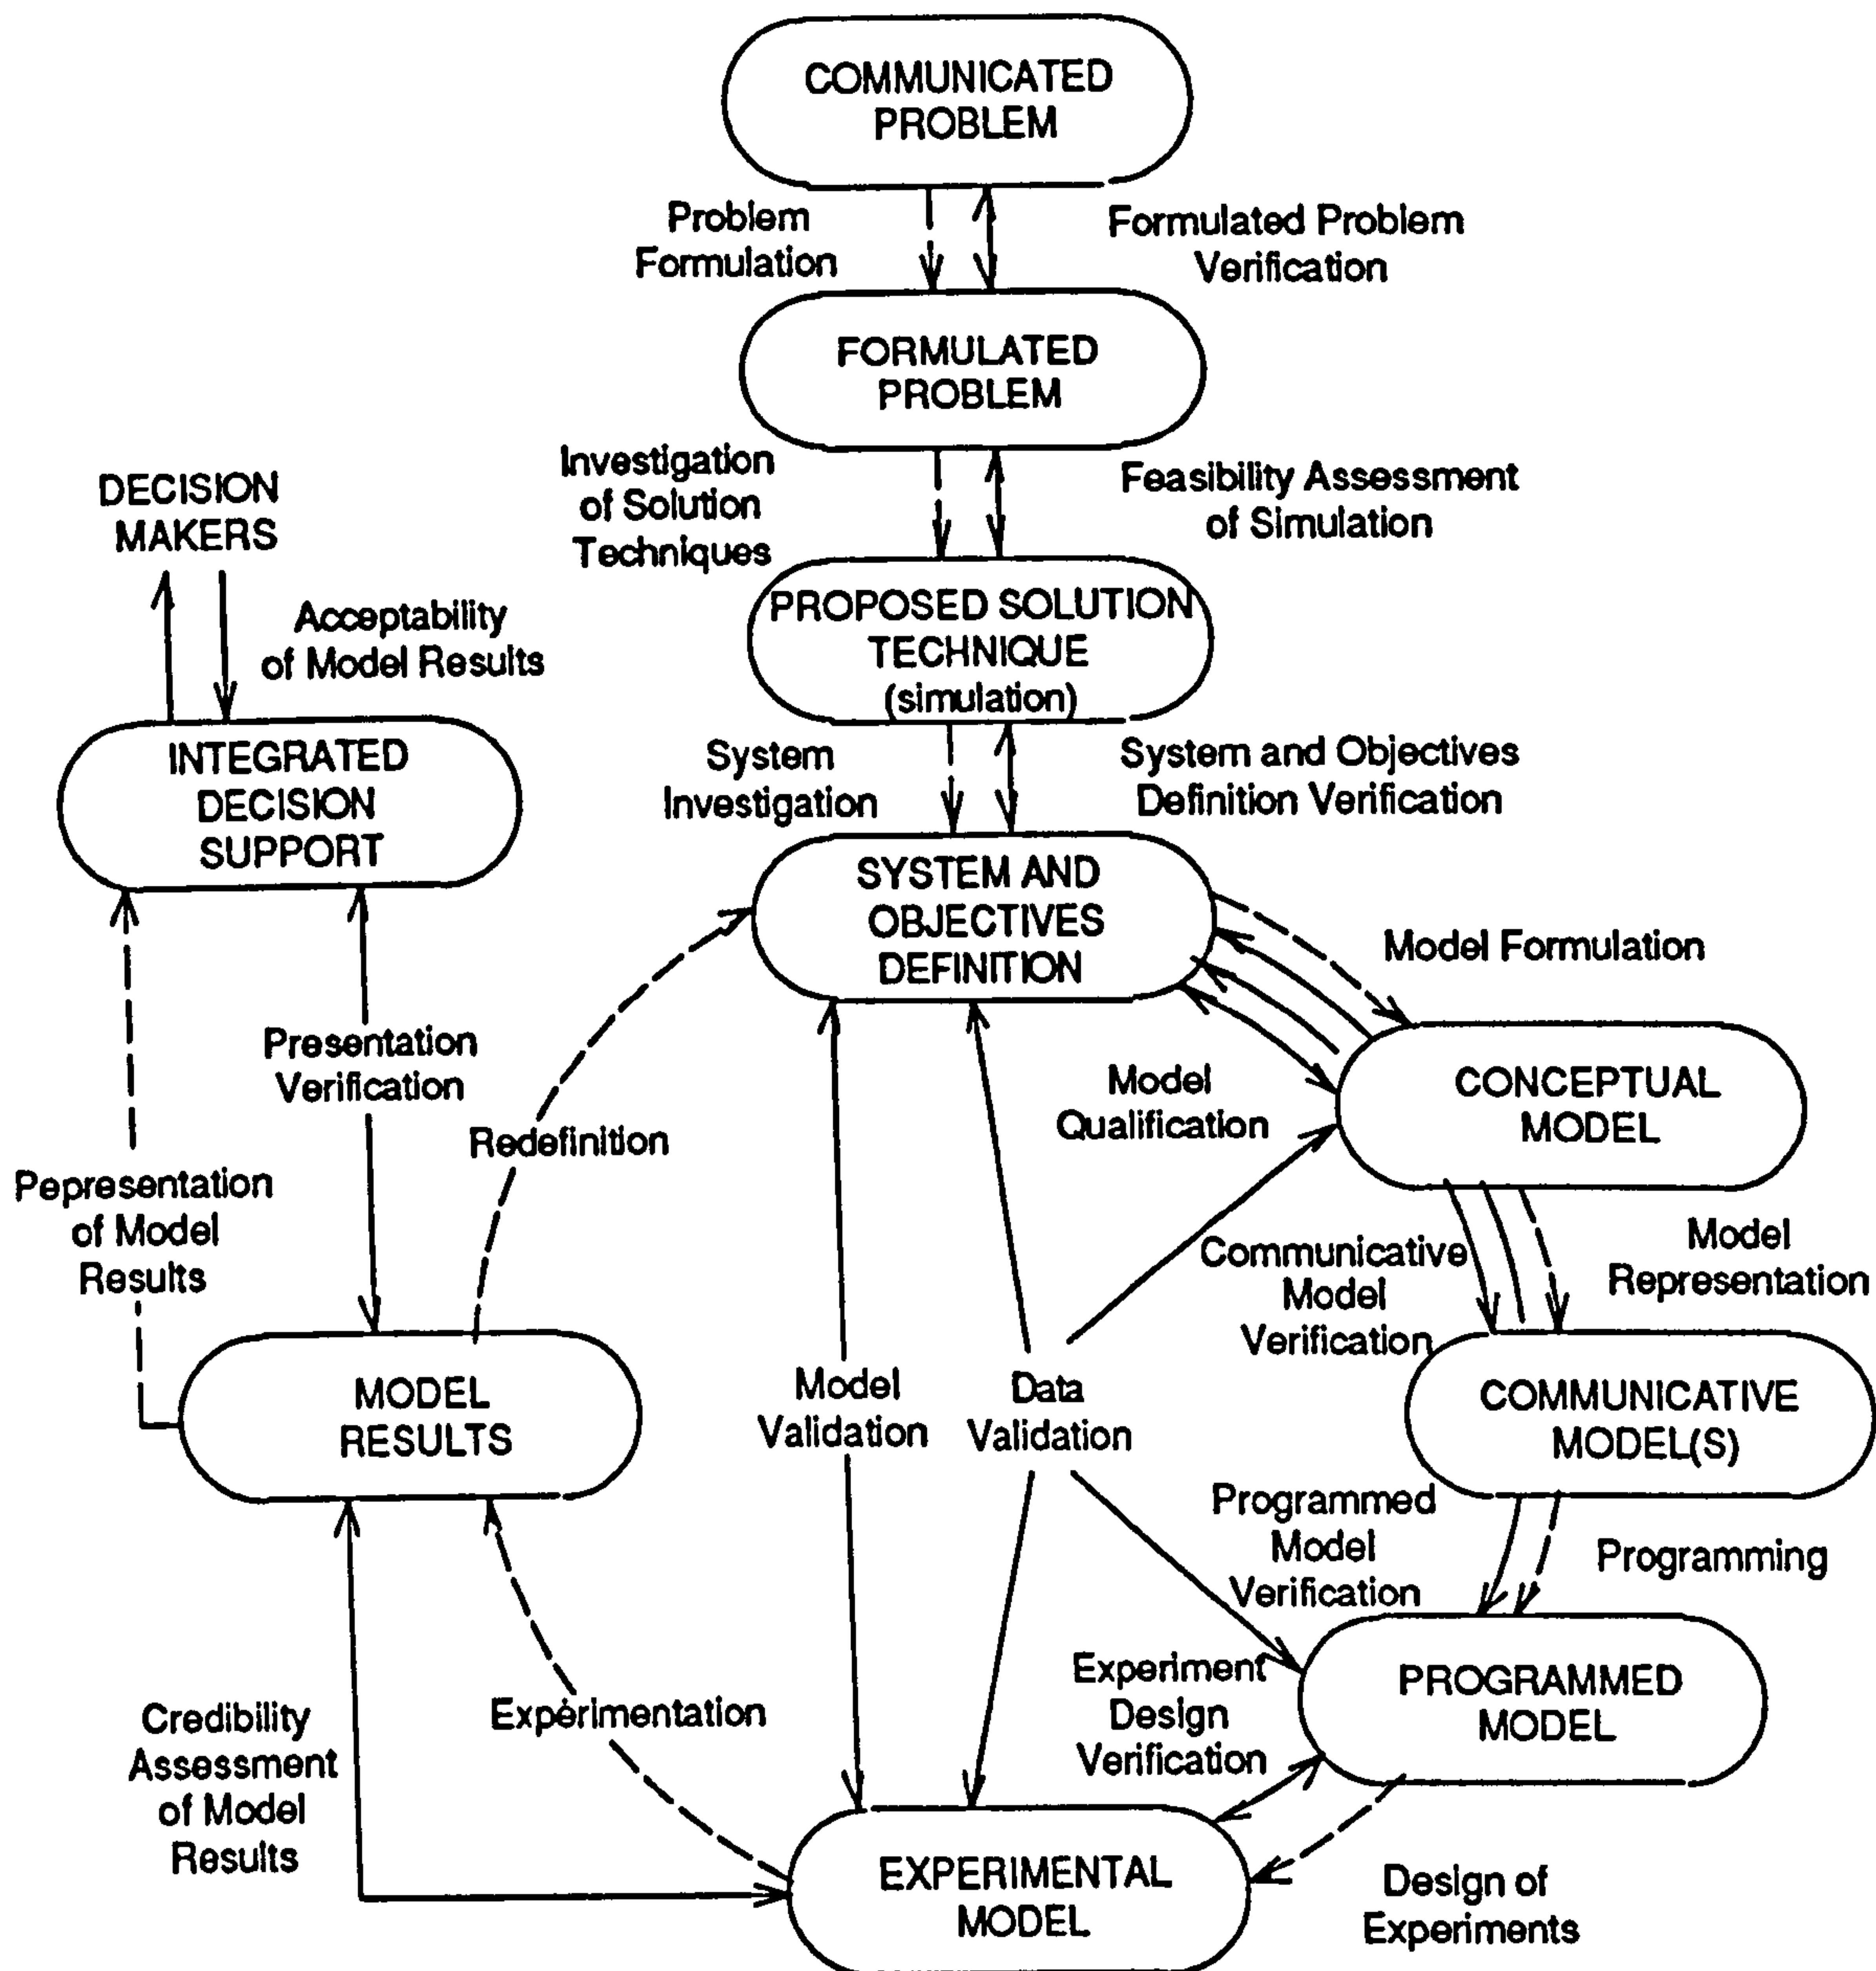 COMMUNICATED
PROBLEM
Problem
Formulation
Formulated Problem
Verification
FORMULATED
PROBLEM
Investigation
of Solution
Techniques
Feasibility Assessment
of Simulation
DECISION
MAKERS
Acceptability
of Model Results
PROPOSED SOLUTION
TECHNIQUE
(simulation)
INTEGRATED
DECISION
SUPPORT
System
Investigation
System and Objectives
Definition Verification
SYSTEM AND
OBJECTIVES
DEFINITION
Model Formulation
Presentation
Verification
Redefinition
Model
Qualification
CONCEPTUAL
MODEL
Pepresentation
of Model
Results
Communicative
Model
Verification
Model
Representation
MODEL
RESULTS
Model
Validation
Data
Validation
COMMUNICATIVE
MODEL(S)
Programmed
Model
Verification
Programming
Credibility
Assessment
of Model
Results
Experimentation
Experiment
Design
Verification
PROGRAMMED
MODEL
EXPERIMENTAL
MODEL
Design of
Experiments